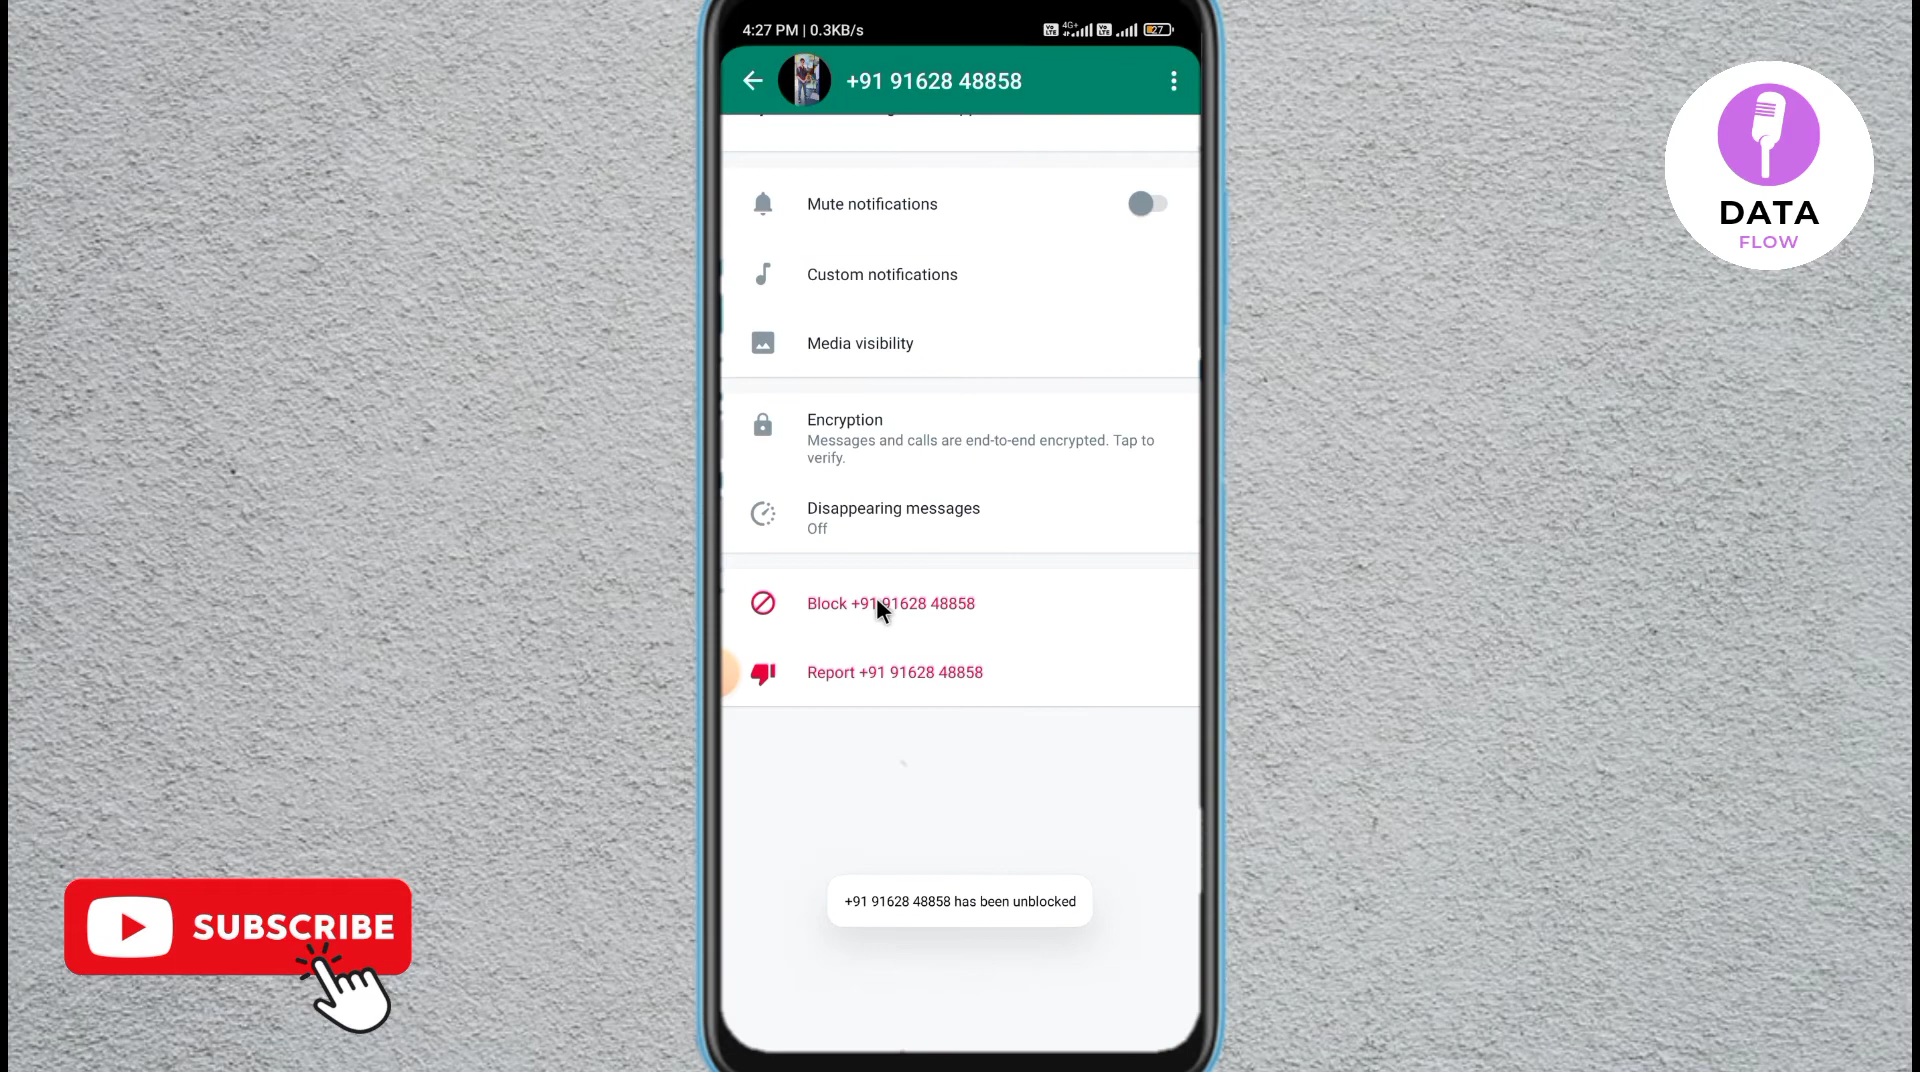 4:27 PM | 0.3KB/s
4G+
27
+91 91628 48858
DATA
FLOW
Mute notifications
Custom notifications
Media visibility
Encryption
Messages and calls are end-to-end encrypted. Tap to
verify.
Disappearing messages
Off
Block +91 91628 48858
Report +91 91628 48858
+91 91628 48858 has been unblocked
SUBSCRIBE